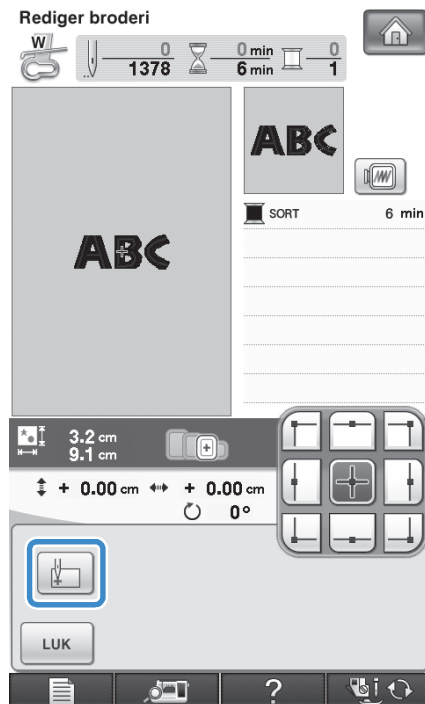 Rediger broderi
W
0
1378
0 min
6 min
0
1
ABC
ABC
SORT 6 min
3.2 cm
9.1 cm
+ 0.00 cm + 0.00 cm
0°
LUK
?